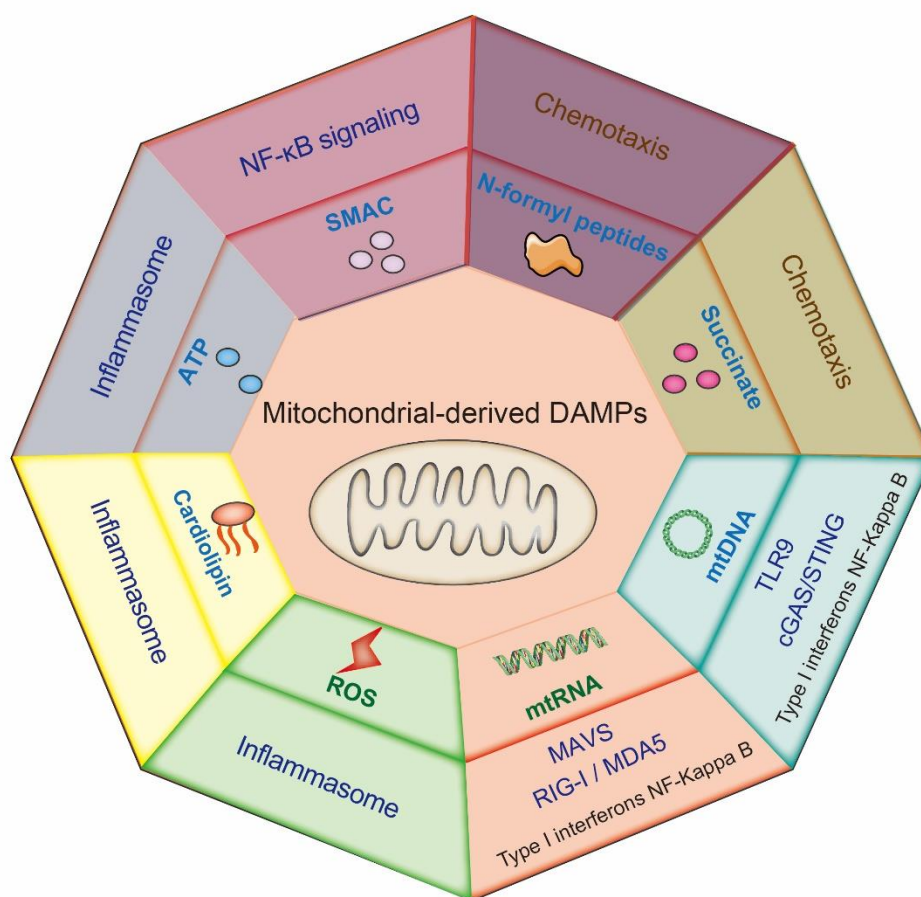 NF-κB signaling
SMAC
Chemotaxis
N-formyl peptides
Chemotaxis
Succinate
TLR9
cGAS/STING
Type I interferons NF-Kappa B
mtDNA
MAVS
RIG-I / MDA5
Type I interferons NF-Kappa B
mtRNA
Inflammasome
ROS
Inflammasome
Cardiolipin
Inflammasome
ATP
Mitochondrial-derived DAMPs